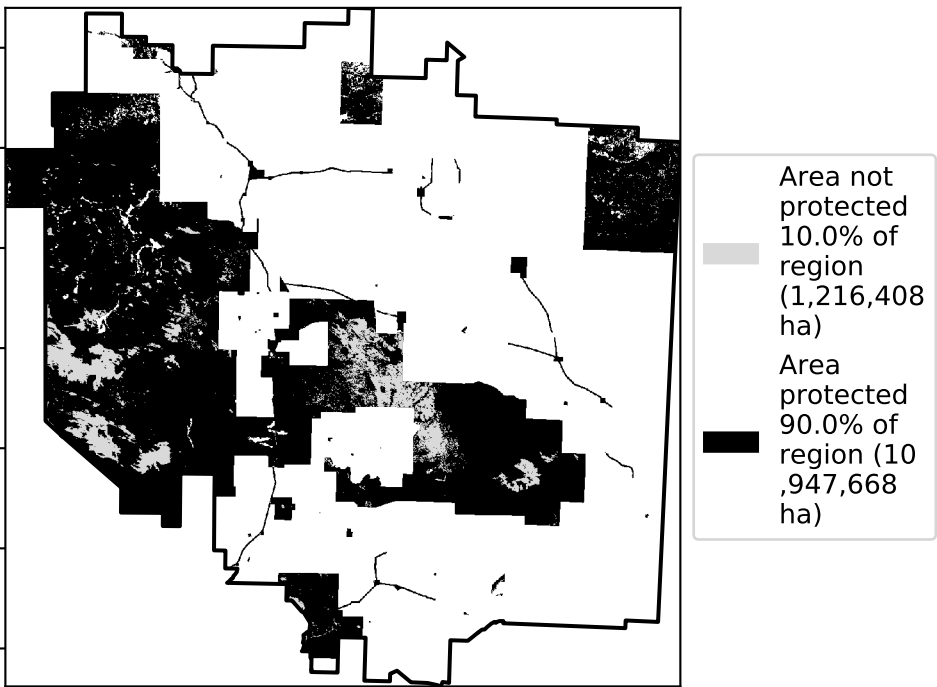 Area not
protected
10.0% of
region
(1,216,408
ha)
Area
protected
90.0% of
region (10
,947,668
ha)